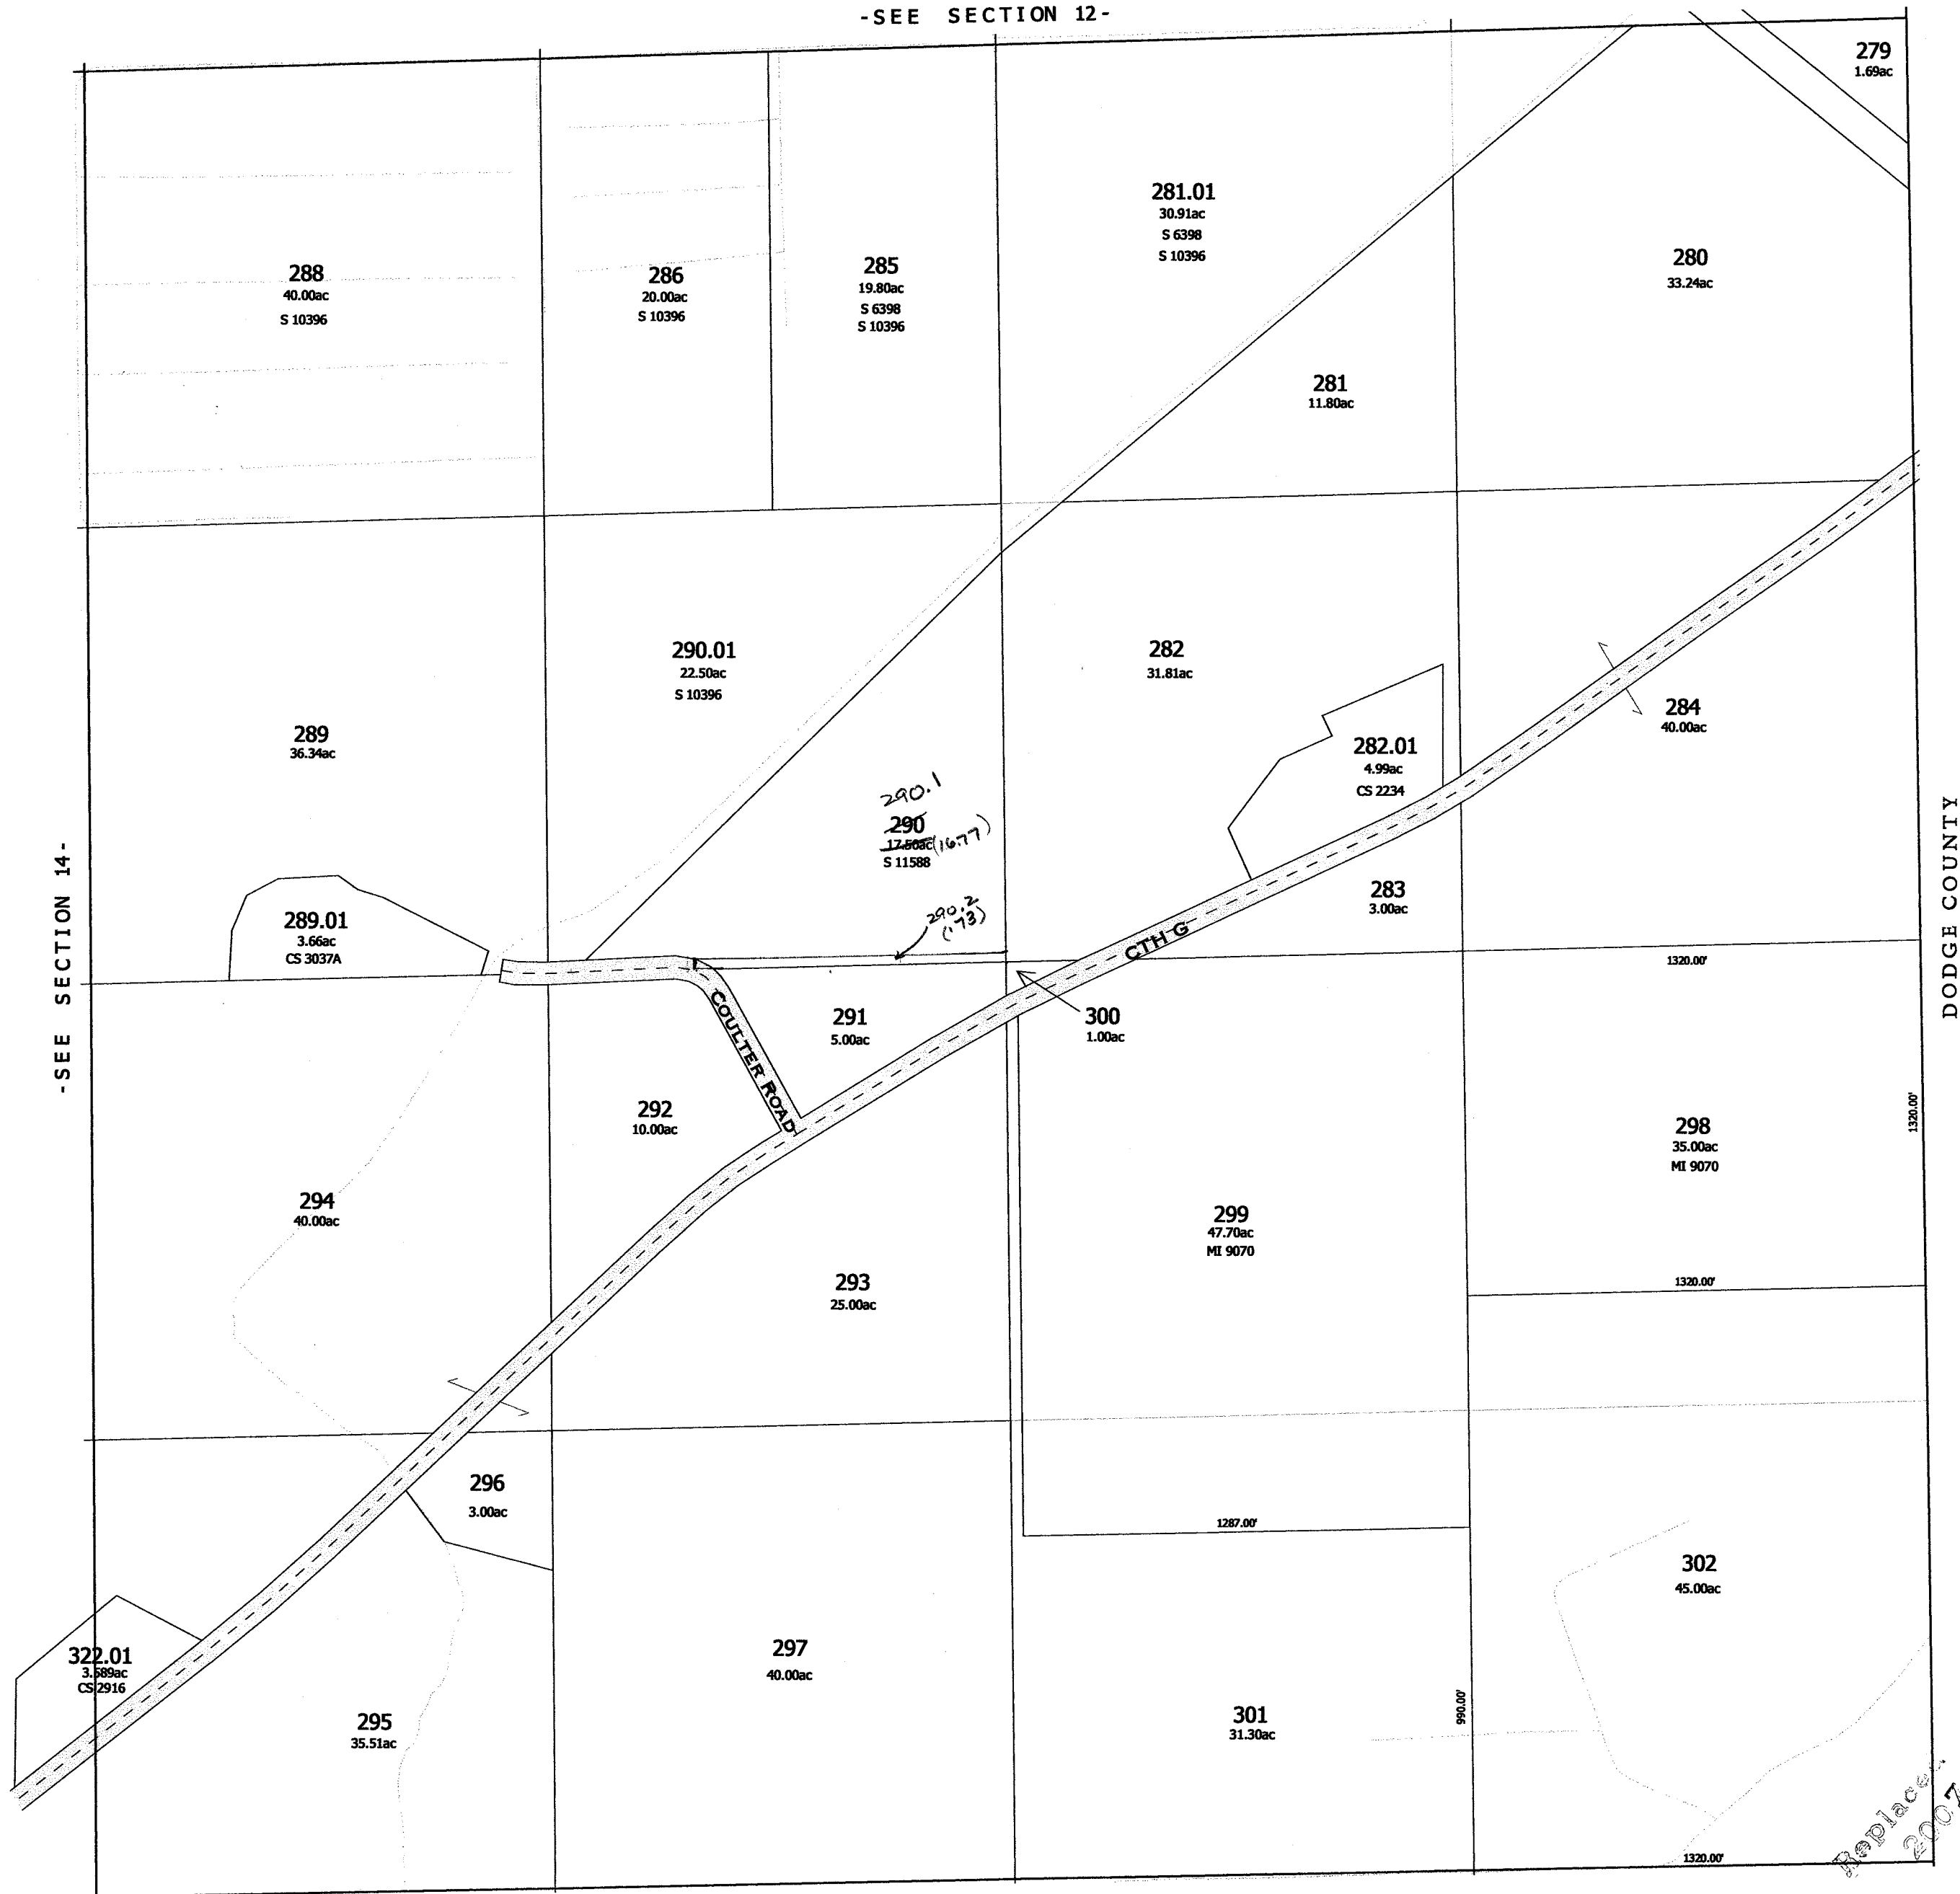 -SEE SECTION 12-
279
1.69ac
281.01
30.91ac
S 6398
S 10396
288
40.00ac
S 10396
286
20.00ac
S 10396
285
19.80ac
S 6398
S 10396
280
33.24ac
281
11.80ac
290.01
22.50ac
S 10396
282
31.81ac
289
36.34ac
284
40.00ac
282.01
4.99ac
CS 2234
290.1
290
17.50ac (16.77)
S 11588
-SEE SECTION 14-
DODGE COUNTY
289.01
3.66ac
CS 3037A
290.2
(.73)
283
3.00ac
CTH G
1320.00'
COULTER ROAD
291
5.00ac
300
1.00ac
292
10.00ac
298
35.00ac
MI 9070
1320.00'
294
40.00ac
299
47.70ac
MI 9070
293
25.00ac
1320.00'
296
3.00ac
1287.00'
302
45.00ac
322.01
3.589ac
CS 2916
297
40.00ac
295
35.51ac
301
31.30ac
990.00'
1320.00'
2007